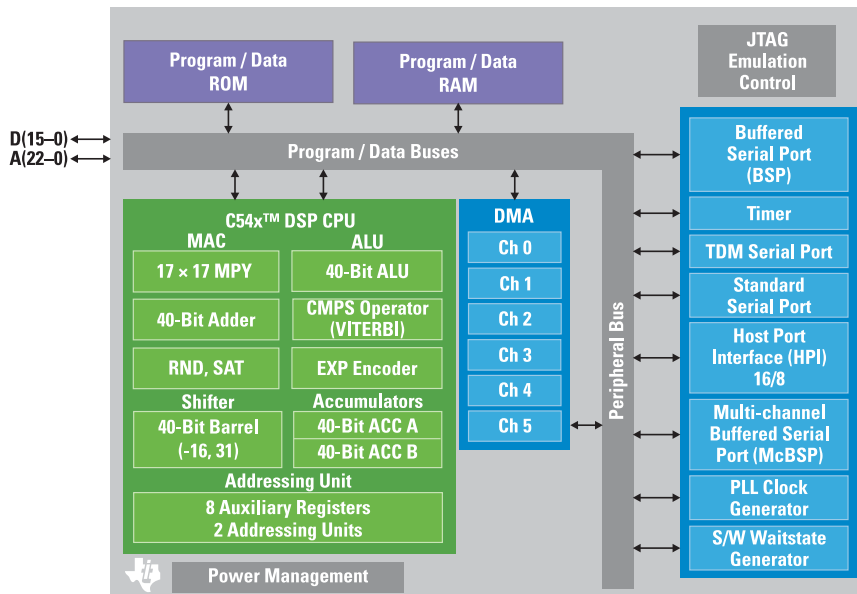 Program / Data
ROM
Program / Data
RAM
JTAG
Emulation
Control
D(15–0)
A(22–0)
Program / Data Buses
C54x™ DSP CPU
MAC
ALU
17 × 17 MPY
40-Bit ALU
40-Bit Adder
CMPS Operator
(VİTERBİ)
RND, SAT
EXP Encoder
Shifter
Accumulators
40-Bit Barrel
(-16, 31)
40-Bit ACC A
40-Bit ACC B
Addressing Unit
8 Auxiliary Registers
2 Addressing Units
DMA
Ch 0
Ch 1
Ch 2
Ch 3
Ch 4
Ch 5
Peripheral Bus
Buffered
Serial Port
(BSP)
Timer
TDM Serial Port
Standard
Serial Port
Host Port
Interface (HPI)
16/8
Multi-channel
Buffered Serial
Port (McBSP)
PLL Clock
Generator
S/W Waitstate
Generator
ti
Power Management